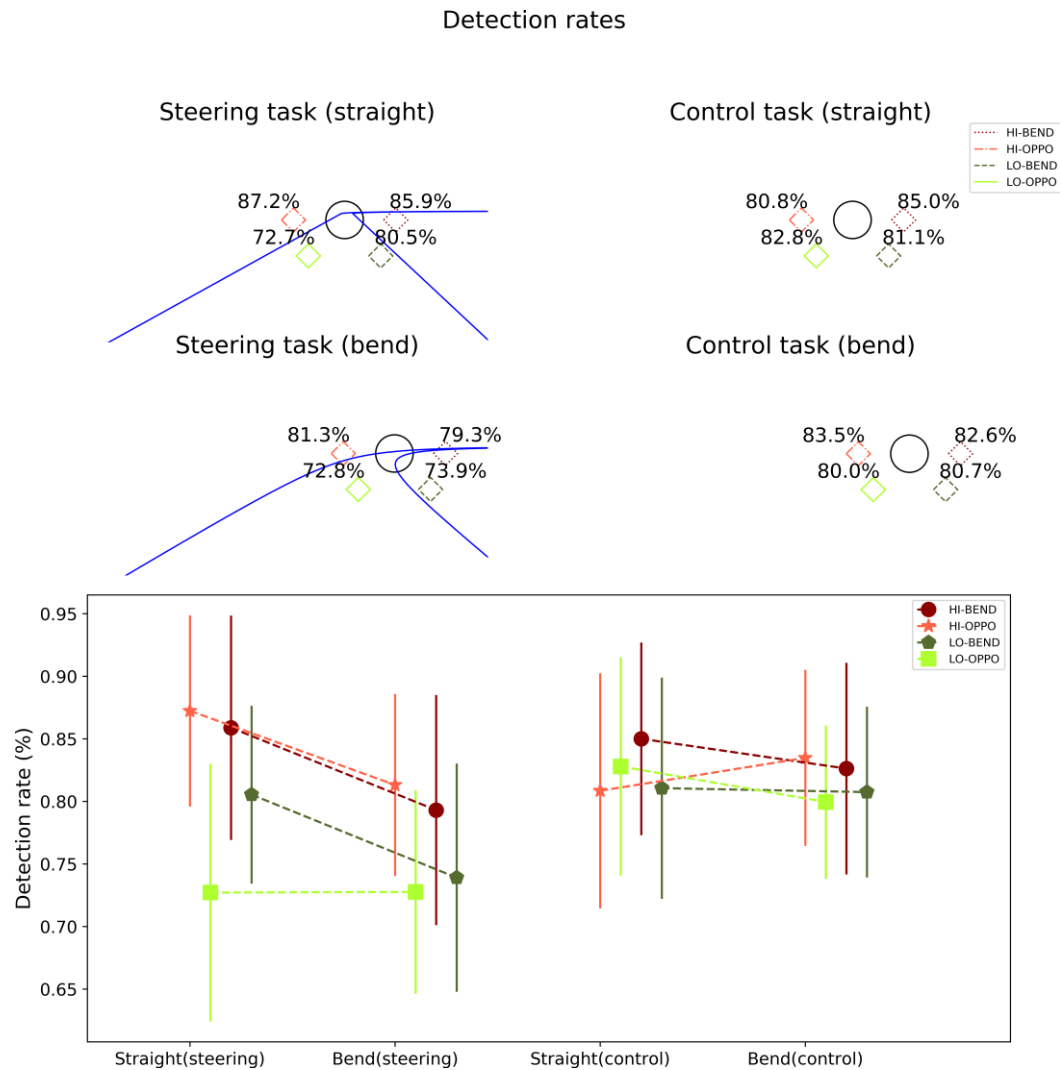 Detection rates
Steering task (straight)
Control task (straight)
HI-BEND
HI-OPPO
LO-BEND
LO-OPPO
87.2%
85.9%
72.7%
80.5%
80.8%
85.0%
82.8%
81.1%
Steering task (bend)
Control task (bend)
81.3%
79.3%
72.8%
73.9%
83.5%
82.6%
80.0%
80.7%
Detection rate (%)
0.95
0.90
0.85
0.80
0.75
0.70
0.65
HI-BEND
HI-OPPO
LO-BEND
LO-OPPO
Straight(steering)
Bend(steering)
Straight(control)
Bend(control)